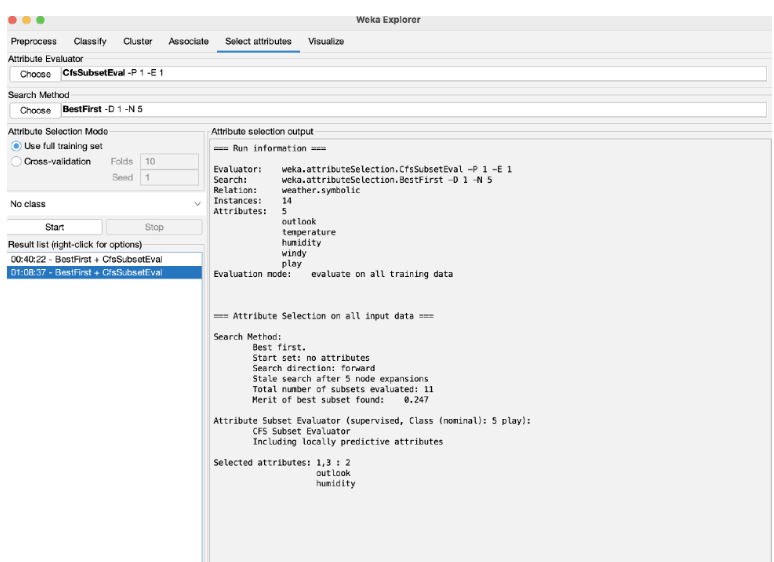 Weka Explorer
Preprocess Classify Cluster Associate Select attributes Visualize
Attribute Evaluator
Choose CfsSubsetEval -P 1 -E 1
Search Method
Choose BestFirst -D 1 -N 5
Attribute Selection Mode
Use full training set
Cross-validation Folds 10
Seed 1
No class
Start Stop
Result list (right-click for options)
00:40:22 - BestFirst + CfsSubsetEval
01:08:37 - BestFirst + CfsSubsetEval
Attribute selection output
=== Run information ===
Evaluator: weka.attributeSelection.CfsSubsetEval -P 1 -E 1
Search: weka.attributeSelection.BestFirst -D 1 -N 5
Relation: weather.symbolic
Instances: 14
Attributes: 5
outlook
temperature
humidity
windy
play
Evaluation mode: evaluate on all training data
=== Attribute Selection on all input data ===
Search Method:
Best first.
Start set: no attributes
Search direction: forward
Stale search after 5 node expansions
Total number of subsets evaluated: 11
Merit of best subset found: 0.247
Attribute Subset Evaluator (supervised, Class (nominal): 5 play):
CFS Subset Evaluator
Including locally predictive attributes
Selected attributes: 1,3 : 2
outlook
humidity